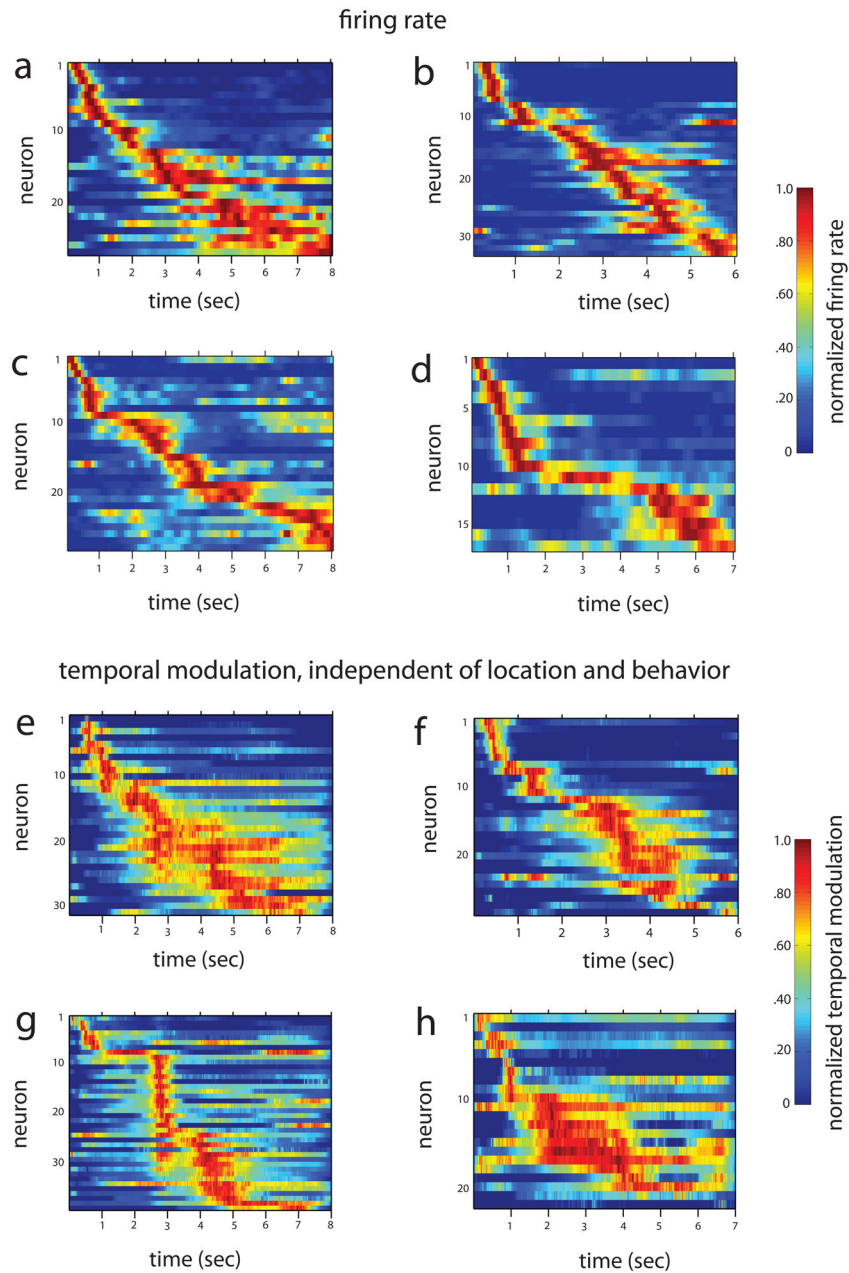 firing rate
a
b
1
10
20
neuron
1 2 3 4 5 6 7 8
time (sec)
1
10
20
30
neuron
1 2 3 4 5 6
time (sec)
1.0
.80
.60
.40
.20
0
normalized firing rate
c
d
1
10
20
neuron
1 2 3 4 5 6 7 8
time (sec)
1
5
10
15
neuron
1 2 3 4 5 6 7
time (sec)
temporal modulation, independent of location and behavior
e
f
1
10
20
30
neuron
1 2 3 4 5 6 7 8
time (sec)
1
10
20
neuron
1 2 3 4 5 6
time (sec)
1.0
.80
.60
.40
.20
0
normalized temporal modulation
g
h
1
10
20
30
neuron
1 2 3 4 5 6 7 8
time (sec)
1
10
20
neuron
1 2 3 4 5 6 7
time (sec)